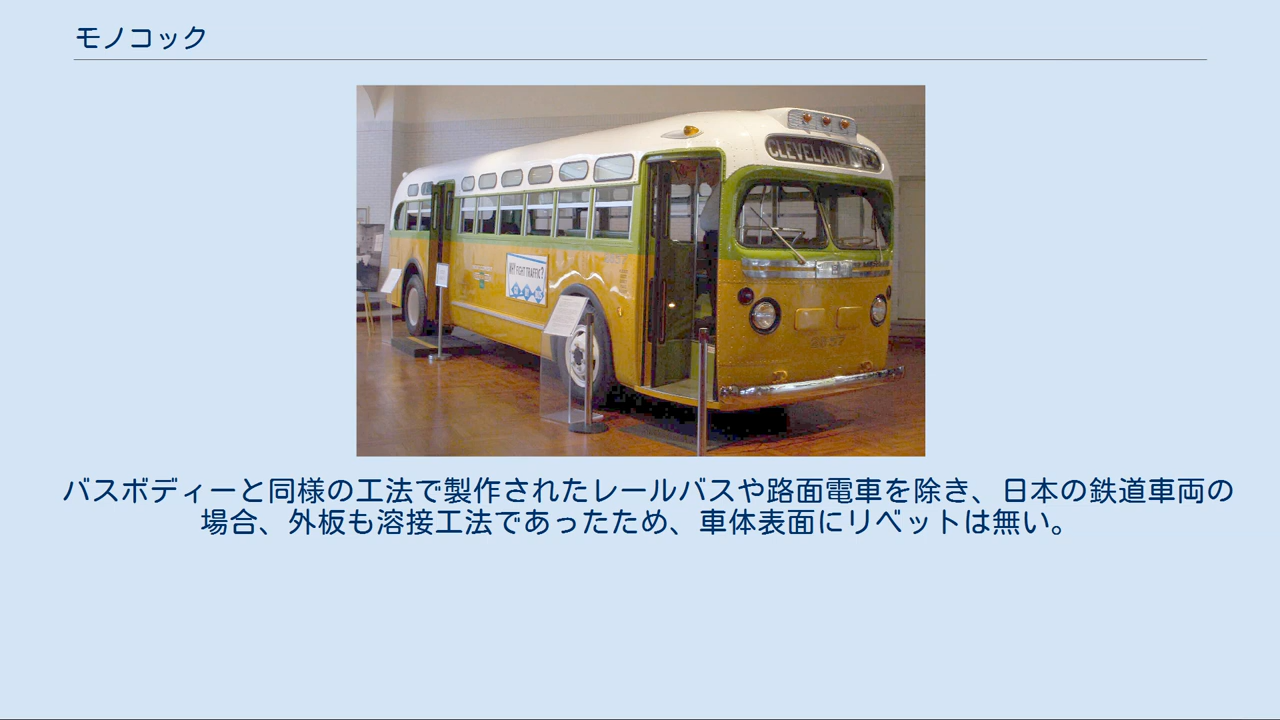 モノコック
CLEVELAND AVE
WHY FIGHT TRAFFIC?
2857
バスボディーと同様の工法で製作されたレールバスや路面電車を除き、日本の鉄道車両の
場合、外板も溶接工法であったため、車体表面にリベットは無い。